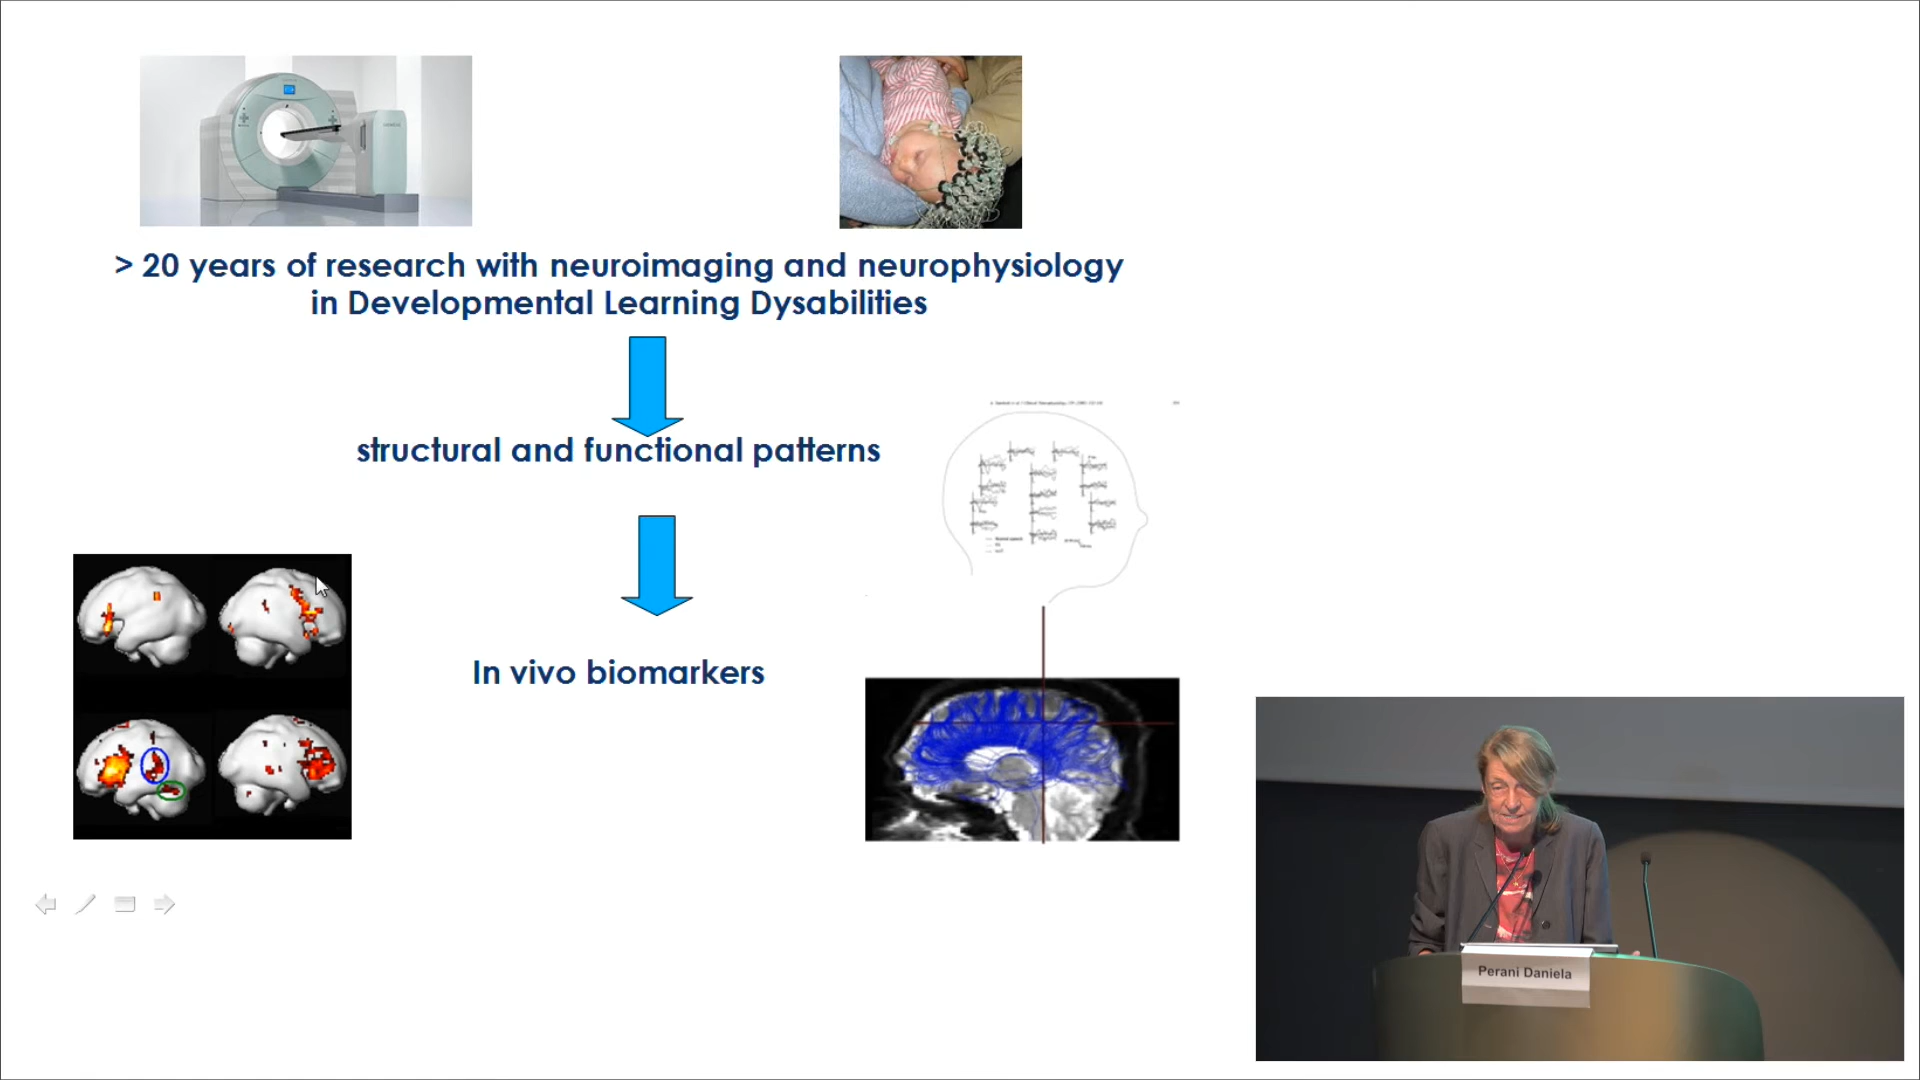 > 20 years of research with neuroimaging and neurophysiology
in Developmental Learning Dysabilities
structural and functional patterns
In vivo biomarkers
Perani Daniela